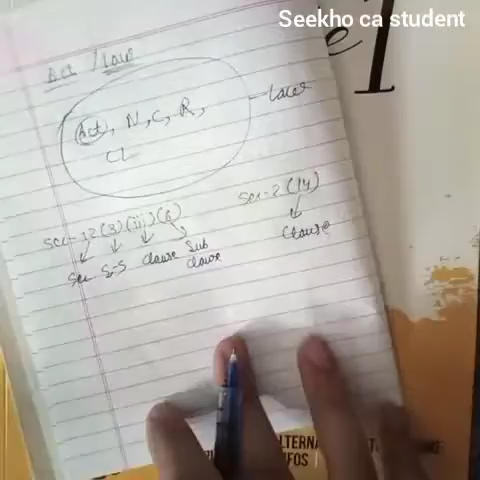 Seekho ca student
Act / Law
Act, N, C, R,
CL
Laws
Sec-12 (3) (iii) (a)
Sec S-S Clause Sub Clause
Sec-2 (14)
Clause